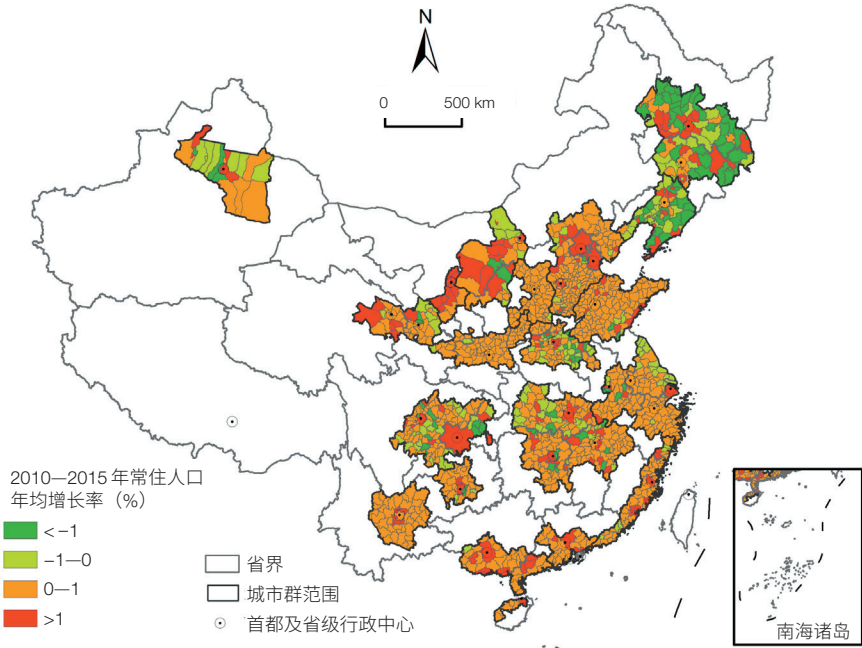 N
0 500 km
2010—2015 年常住人口
年均增长率（%）
<-1
-1—0
0—1
>1
省界
城市群范围
首都及省级行政中心
南海诸岛